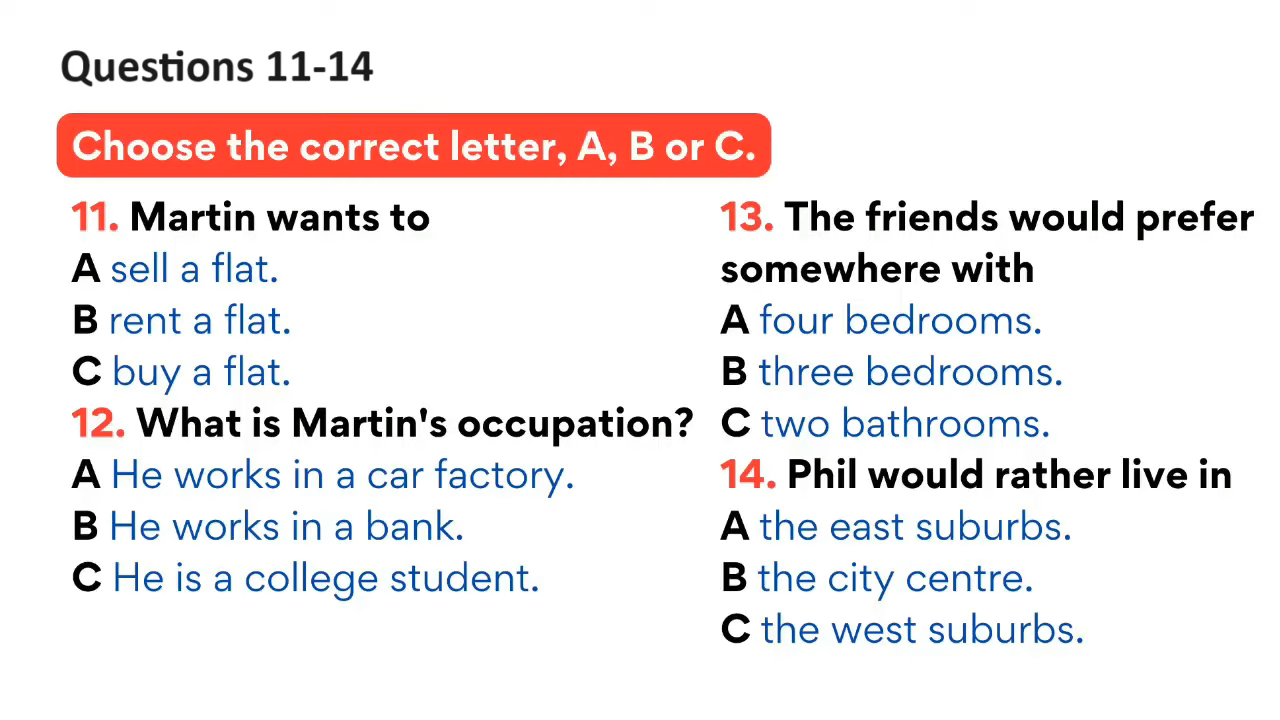 Questions 11-14
Choose the correct letter, A, B or C.
11. Martin wants to
A sell a flat.
B rent a flat.
C buy a flat.
12. What is Martin's occupation?
A He works in a car factory.
B He works in a bank.
C He is a college student.
13. The friends would prefer
somewhere with
A four bedrooms.
B three bedrooms.
C two bathrooms.
14. Phil would rather live in
A the east suburbs.
B the city centre.
C the west suburbs.